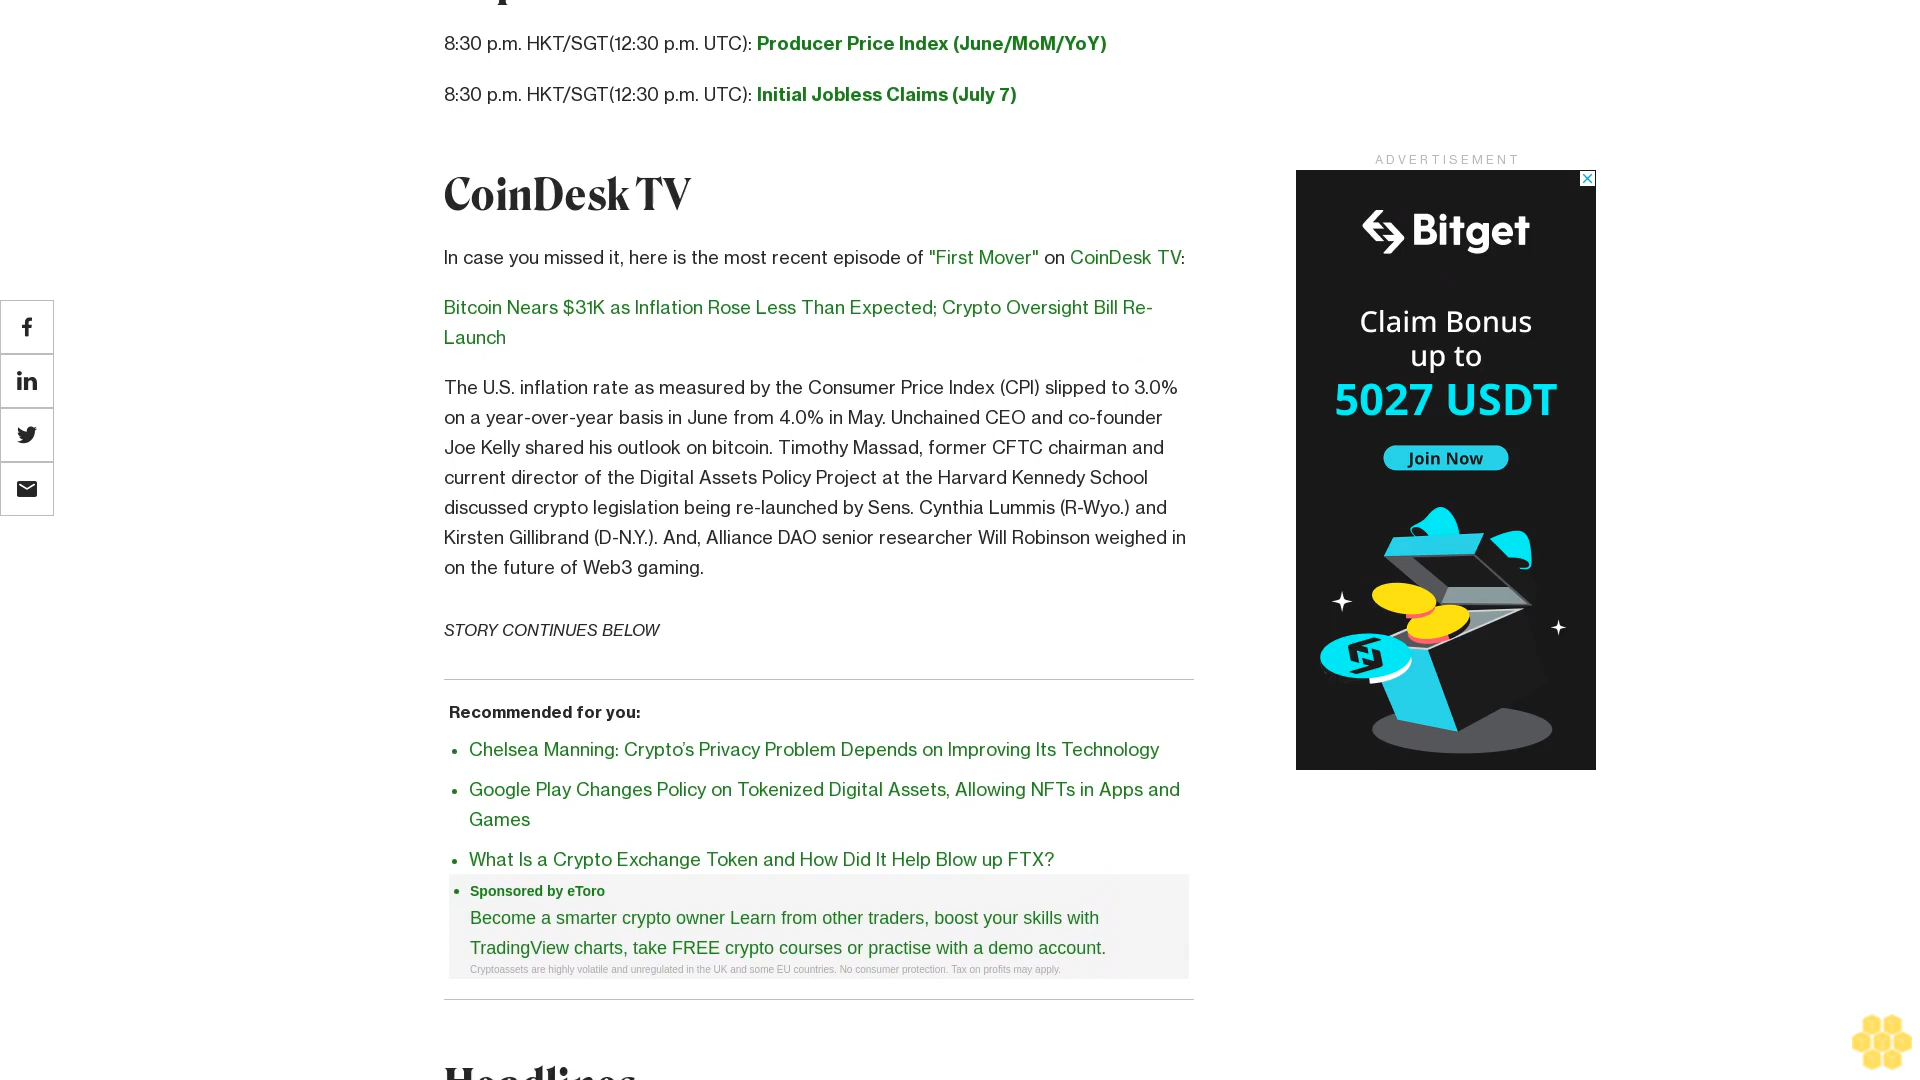 8:30 p.m. HKT/SGT(12:30 p.m. UTC): Producer Price Index (June/MoM/YoY)
8:30 p.m. HKT/SGT(12:30 p.m. UTC): Initial Jobless Claims (July 7)
CoinDesk TV
In case you missed it, here is the most recent episode of "First Mover" on CoinDesk TV:
Bitcoin Nears $31K as Inflation Rose Less Than Expected; Crypto Oversight Bill Re-
Launch
The U.S. inflation rate as measured by the Consumer Price Index (CPI) slipped to 3.0%
on a year-over-year basis in June from 4.0% in May. Unchained CEO and co-founder
Joe Kelly shared his outlook on bitcoin. Timothy Massad, former CFTC chairman and
current director of the Digital Assets Policy Project at the Harvard Kennedy School
discussed crypto legislation being re-launched by Sens. Cynthia Lummis (R-Wyo.) and
Kirsten Gillibrand (D-N.Y.). And, Alliance DAO senior researcher Will Robinson weighed in
on the future of Web3 gaming.
STORY CONTINUES BELOW
Recommended for you:
• Chelsea Manning: Crypto’s Privacy Problem Depends on Improving Its Technology
• Google Play Changes Policy on Tokenized Digital Assets, Allowing NFTs in Apps and
Games
• What Is a Crypto Exchange Token and How Did It Help Blow up FTX?
• Sponsored by eToro
Become a smarter crypto owner Learn from other traders, boost your skills with
TradingView charts, take FREE crypto courses or practise with a demo account.
Cryptoassets are highly volatile and unregulated in the UK and some EU countries. No consumer protection. Tax on profits may apply.
Headlines
ADVERTISEMENT
Bitget
Claim Bonus
up to
5027 USDT
Join Now